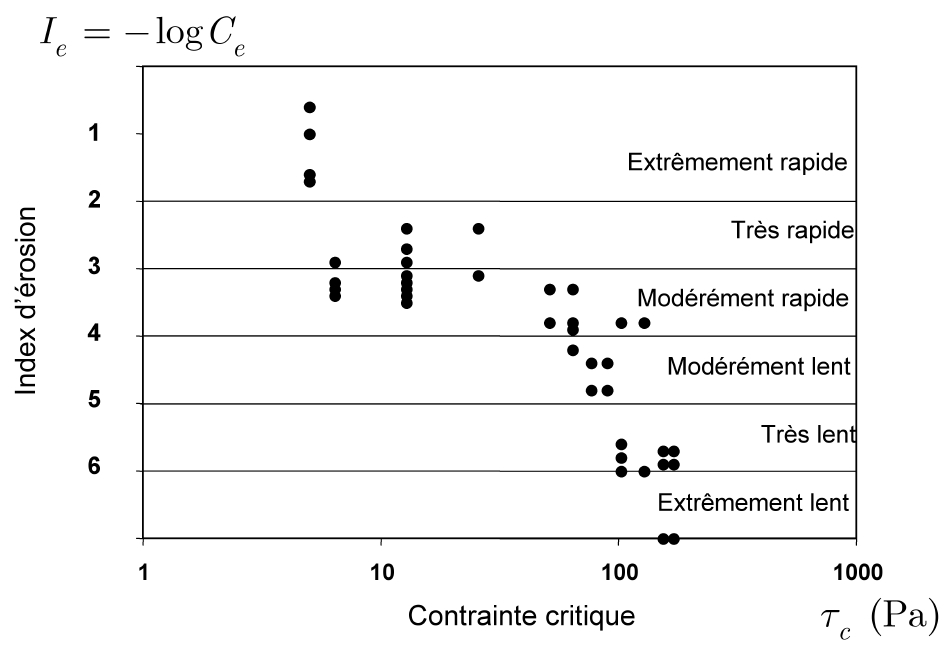 I_e = −log C_e
Index d’érosion
1
Extrêmement rapide
2
Très rapide
3
Modérément rapide
4
Modérément lent
5
Très lent
6
Extrêmement lent
1 10 100 1000
Contrainte critique τ_c (Pa)